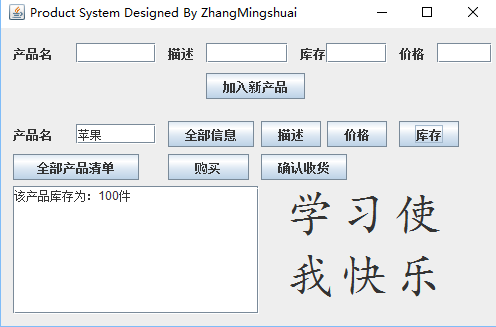 Product System Designed By ZhangMingshuai
产品名 描述 库存 价格
加入新产品
产品名 苹果 全部信息 描述 价格 库存
全部产品清单 购买 确认收货
该产品库存为：100件
学习使
我快乐